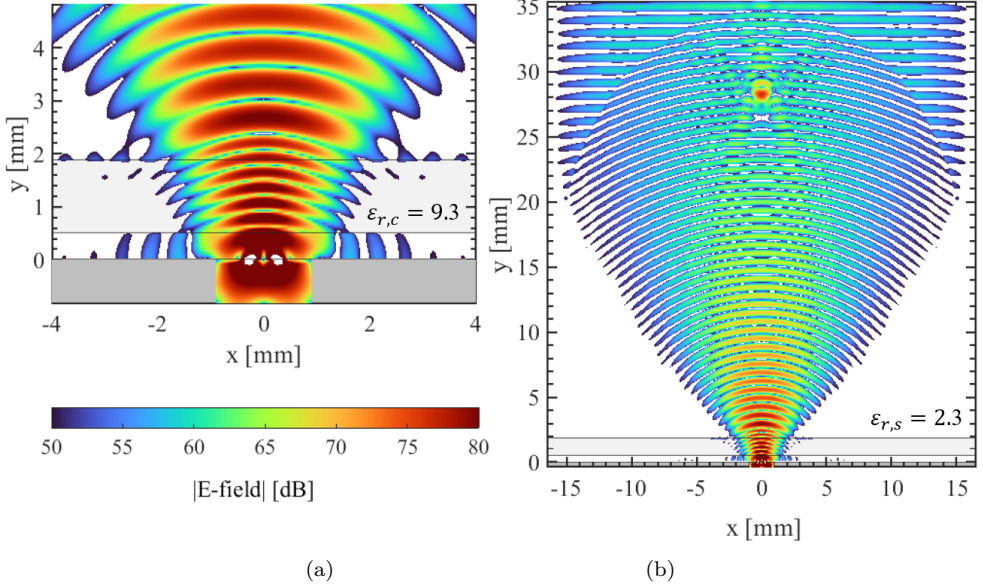 4
3
2
1
0
y [mm]
εr,c = 9.3
-4 -2 0 2 4
x [mm]
50 55 60 65 70 75 80
|E-field| [dB]
(a)
35
30
25
20
15
10
5
0
y [mm]
εr,s = 2.3
-15 -10 -5 0 5 10 15
x [mm]
(b)